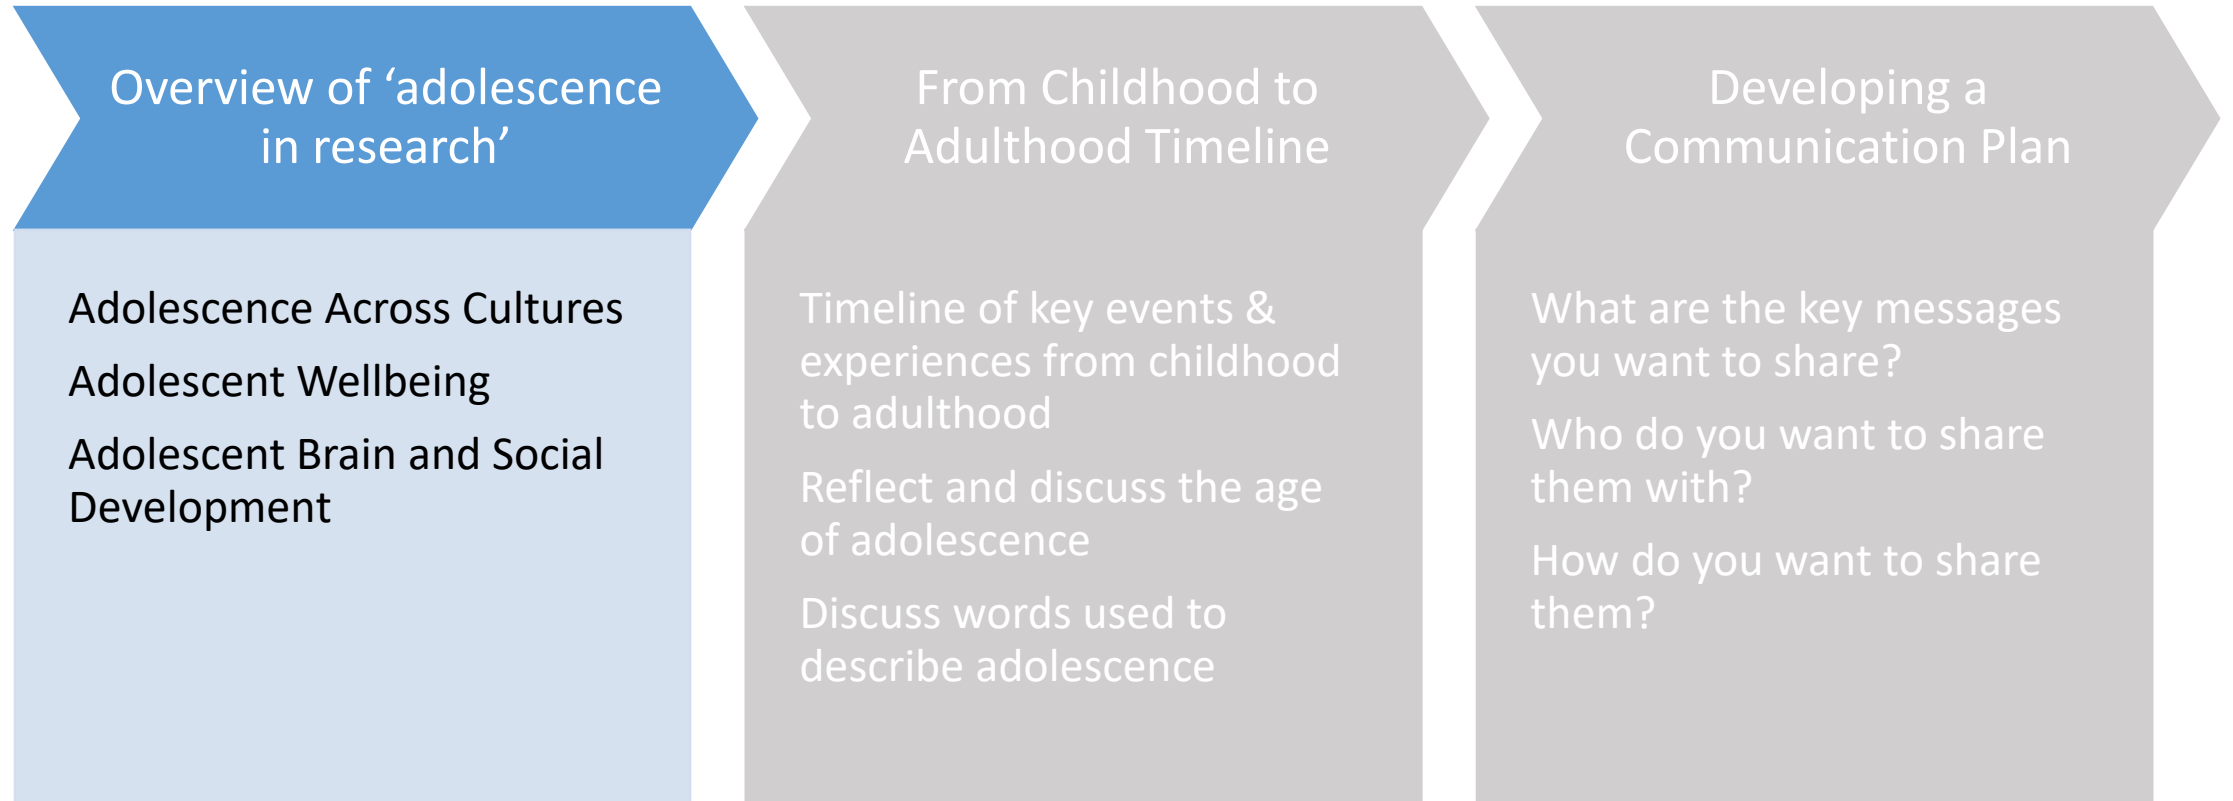 Overview of ‘adolescence
in research’
Adolescence Across Cultures
Adolescent Wellbeing
Adolescent Brain and Social
Development
From Childhood to
Adulthood Timeline
Timeline of key events &
experiences from childhood
to adulthood
Reflect and discuss the age
of adolescence
Discuss words used to
describe adolescence
Developing a
Communication Plan
What are the key messages
you want to share?
Who do you want to share
them with?
How do you want to share
them?